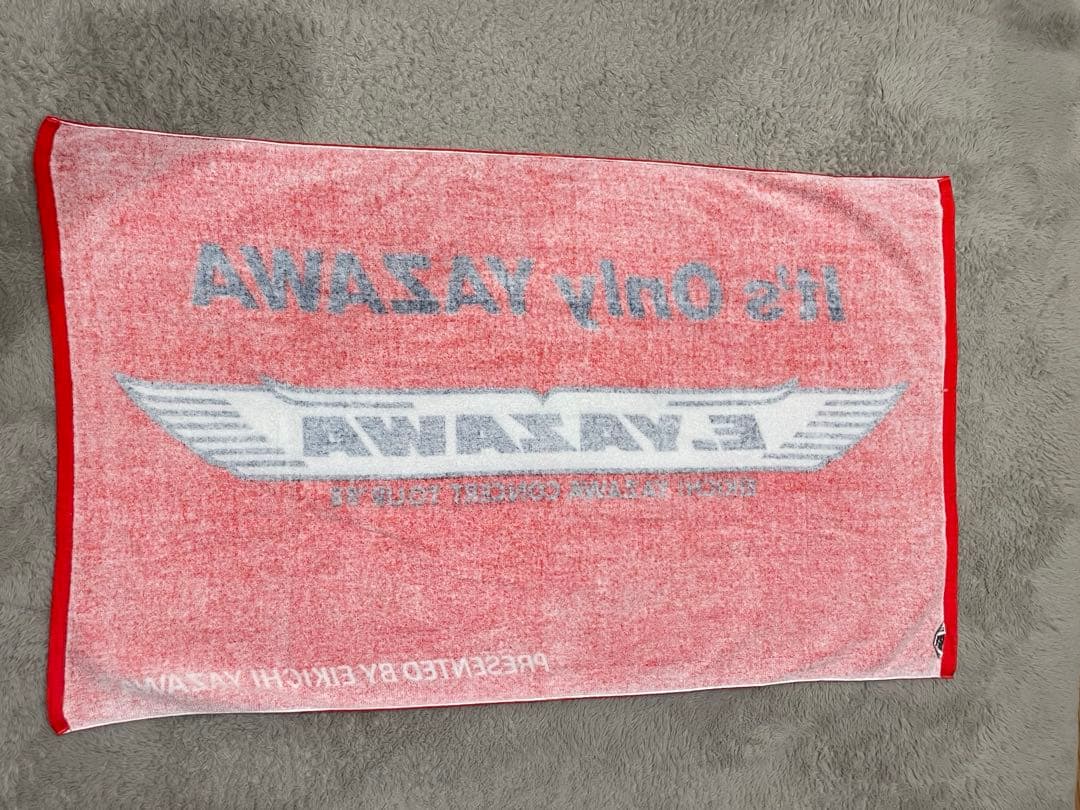 It's Only YAZAWA
E.YAZAWA
EIKICHI YAZAWA CONCERT TOUR
PRESENTED BY EIKICHI YAZAWA